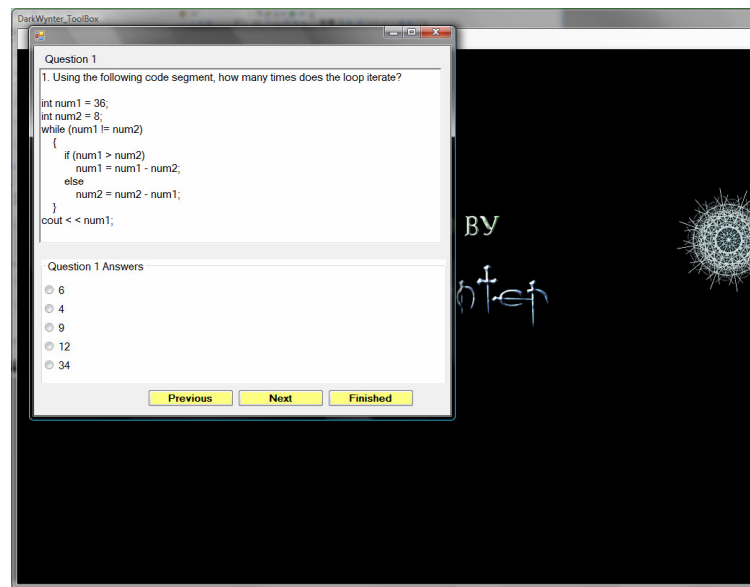 DarkWynter_ToolBox
Question 1
1. Using the following code segment, how many times does the loop iterate?
int num1 = 36;
int num2 = 8;
while (num1 != num2)
{
if (num1 > num2)
num1 = num1 - num2;
else
num2 = num2 - num1;
}
cout < < num1;
BY
Question 1 Answers
6
4
9
12
34
Previous Next Finished